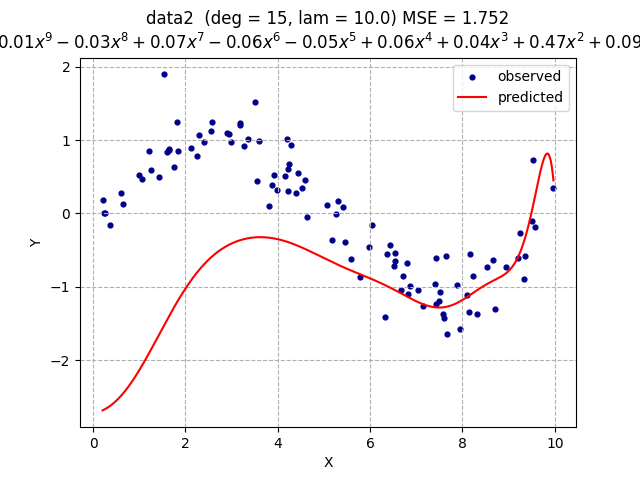 data2  (deg = 15, lam = 10.0) MSE = 1.752
0.01x⁹ − 0.03x⁸ + 0.07x⁷ − 0.06x⁶ − 0.05x⁵ + 0.06x⁴ + 0.04x³ + 0.47x² + 0.09
observed
predicted
2
1
0
−1
−2
Y
0 2 4 6 8 10
X